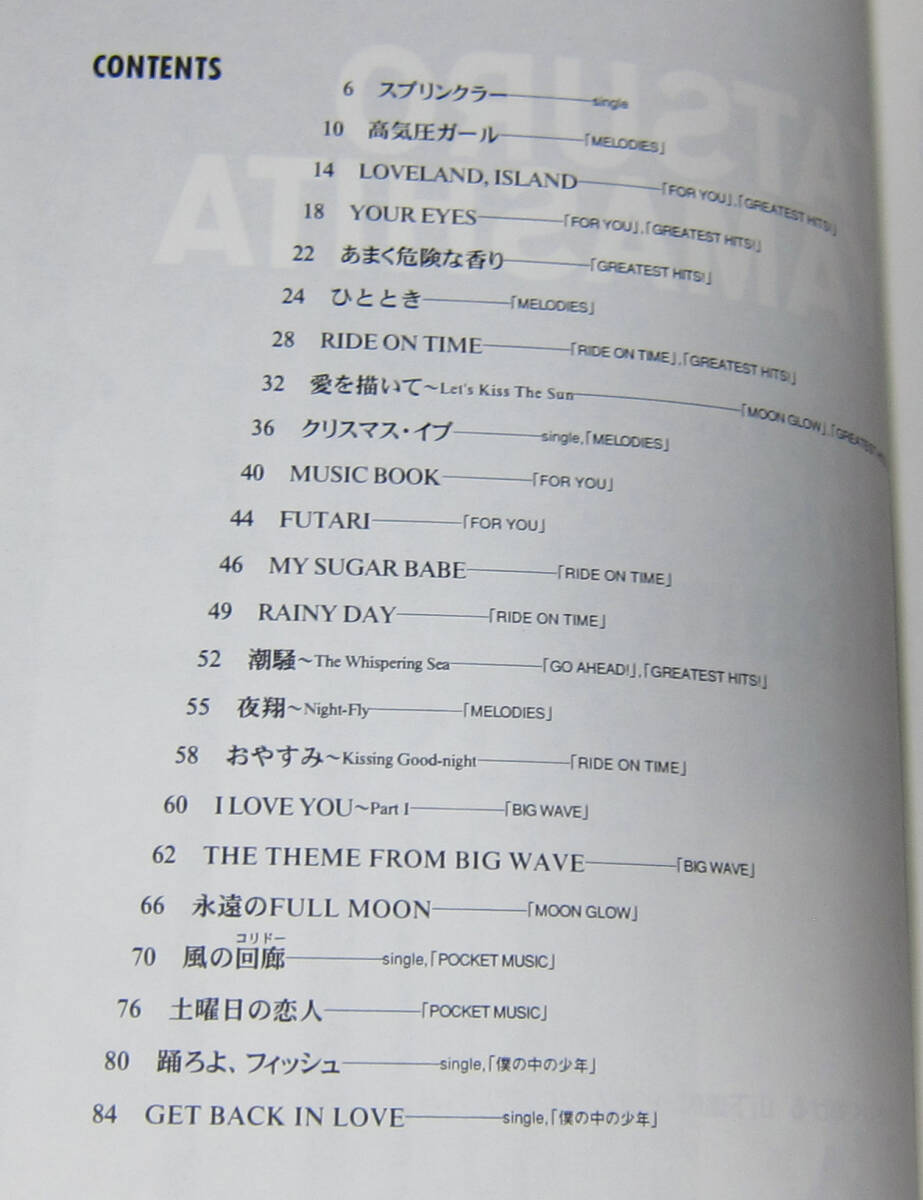 CONTENTS
6 スプリンクラー―――single
10 高気圧ガール―――「MELODIES」
14 LOVELAND, ISLAND―――「FOR YOU」,「GREATEST HITS!」
18 YOUR EYES―――「FOR YOU」,「GREATEST HITS!」
22 あまく危険な香り―――「GREATEST HITS!」
24 ひととき―――「MELODIES」
28 RIDE ON TIME―――「RIDE ON TIME」,「GREATEST HITS!」
32 愛を描いて~Let's Kiss The Sun―――「MOON GLOW」,「GREATEST HITS
36 クリスマス・イブ―――single,「MELODIES」
40 MUSIC BOOK―――「FOR YOU」
44 FUTARI―――「FOR YOU」
46 MY SUGAR BABE―――「RIDE ON TIME」
49 RAINY DAY―――「RIDE ON TIME」
52 潮騒~The Whispering Sea―――「GO AHEAD!」,「GREATEST HITS!」
55 夜翔~Night-Fly―――「MELODIES」
58 おやすみ~Kissing Good-night―――「RIDE ON TIME」
60 I LOVE YOU~Part I―――「BIG WAVE」
62 THE THEME FROM BIG WAVE―――「BIG WAVE」
66 永遠のFULL MOON―――「MOON GLOW」
コリドー
70 風の回廊―――single,「POCKET MUSIC」
76 土曜日の恋人―――「POCKET MUSIC」
80 踊ろよ、フィッシュ―――single,「僕の中の少年」
84 GET BACK IN LOVE―――single,「僕の中の少年」